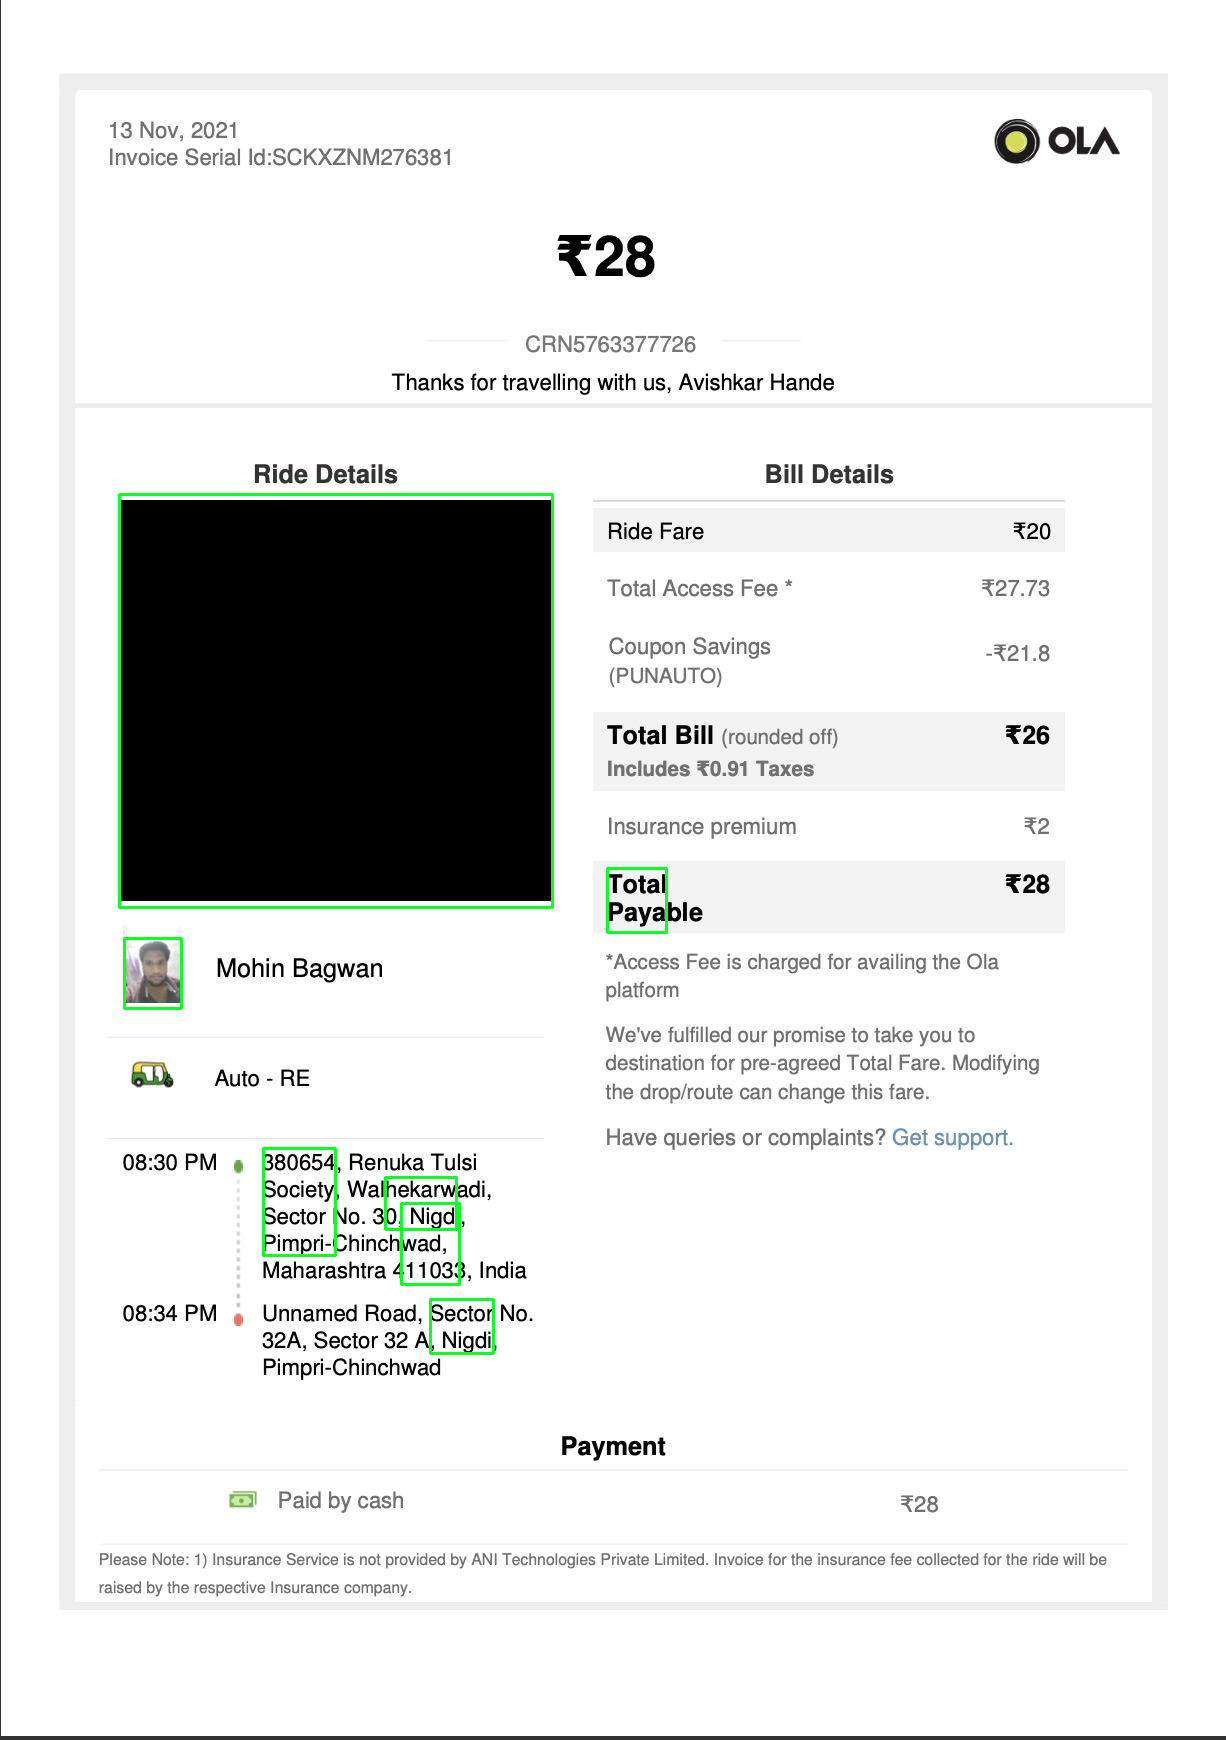 13 Nov, 2021
Invoice Serial Id:SCKXZNM276381
OLA
₹28
CRN5763377726
Thanks for travelling with us, Avishkar Hande
Ride Details
Mohin Bagwan
Auto - RE
08:30 PM
380654, Renuka Tulsi
Society, Walhekarwadi,
Sector No. 30, Nigdi,
Pimpri-Chinchwad,
Maharashtra 411033, India
08:34 PM
Unnamed Road, Sector No.
32A, Sector 32 A, Nigdi,
Pimpri-Chinchwad
Bill Details
Ride Fare ₹20
Total Access Fee * ₹27.73
Coupon Savings
(PUNAUTO) -₹21.8
Total Bill (rounded off) ₹26
Includes ₹0.91 Taxes
Insurance premium ₹2
Total ₹28
Payable
*Access Fee is charged for availing the Ola
platform
We've fulfilled our promise to take you to
destination for pre-agreed Total Fare. Modifying
the drop/route can change this fare.
Have queries or complaints? Get support.
Payment
Paid by cash ₹28
Please Note: 1) Insurance Service is not provided by ANI Technologies Private Limited. Invoice for the insurance fee collected for the ride will be
raised by the respective Insurance company.